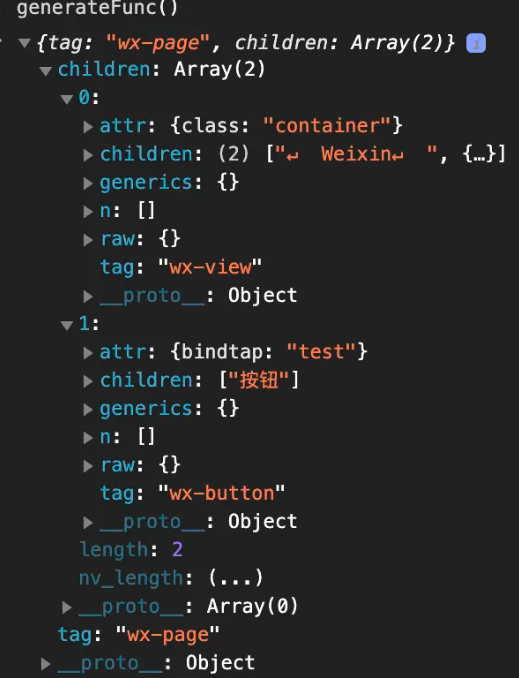 generateFunc()
{tag: "wx-page", children: Array(2)} i
children: Array(2)
0:
attr: {class: "container"}
children: (2) ["↵  Weixin↵  ", {…}]
generics: {}
n: []
raw: {}
tag: "wx-view"
__proto__: Object
1:
attr: {bindtap: "test"}
children: ["按钮"]
generics: {}
n: []
raw: {}
tag: "wx-button"
__proto__: Object
length: 2
nv_length: (...)
__proto__: Array(0)
tag: "wx-page"
__proto__: Object